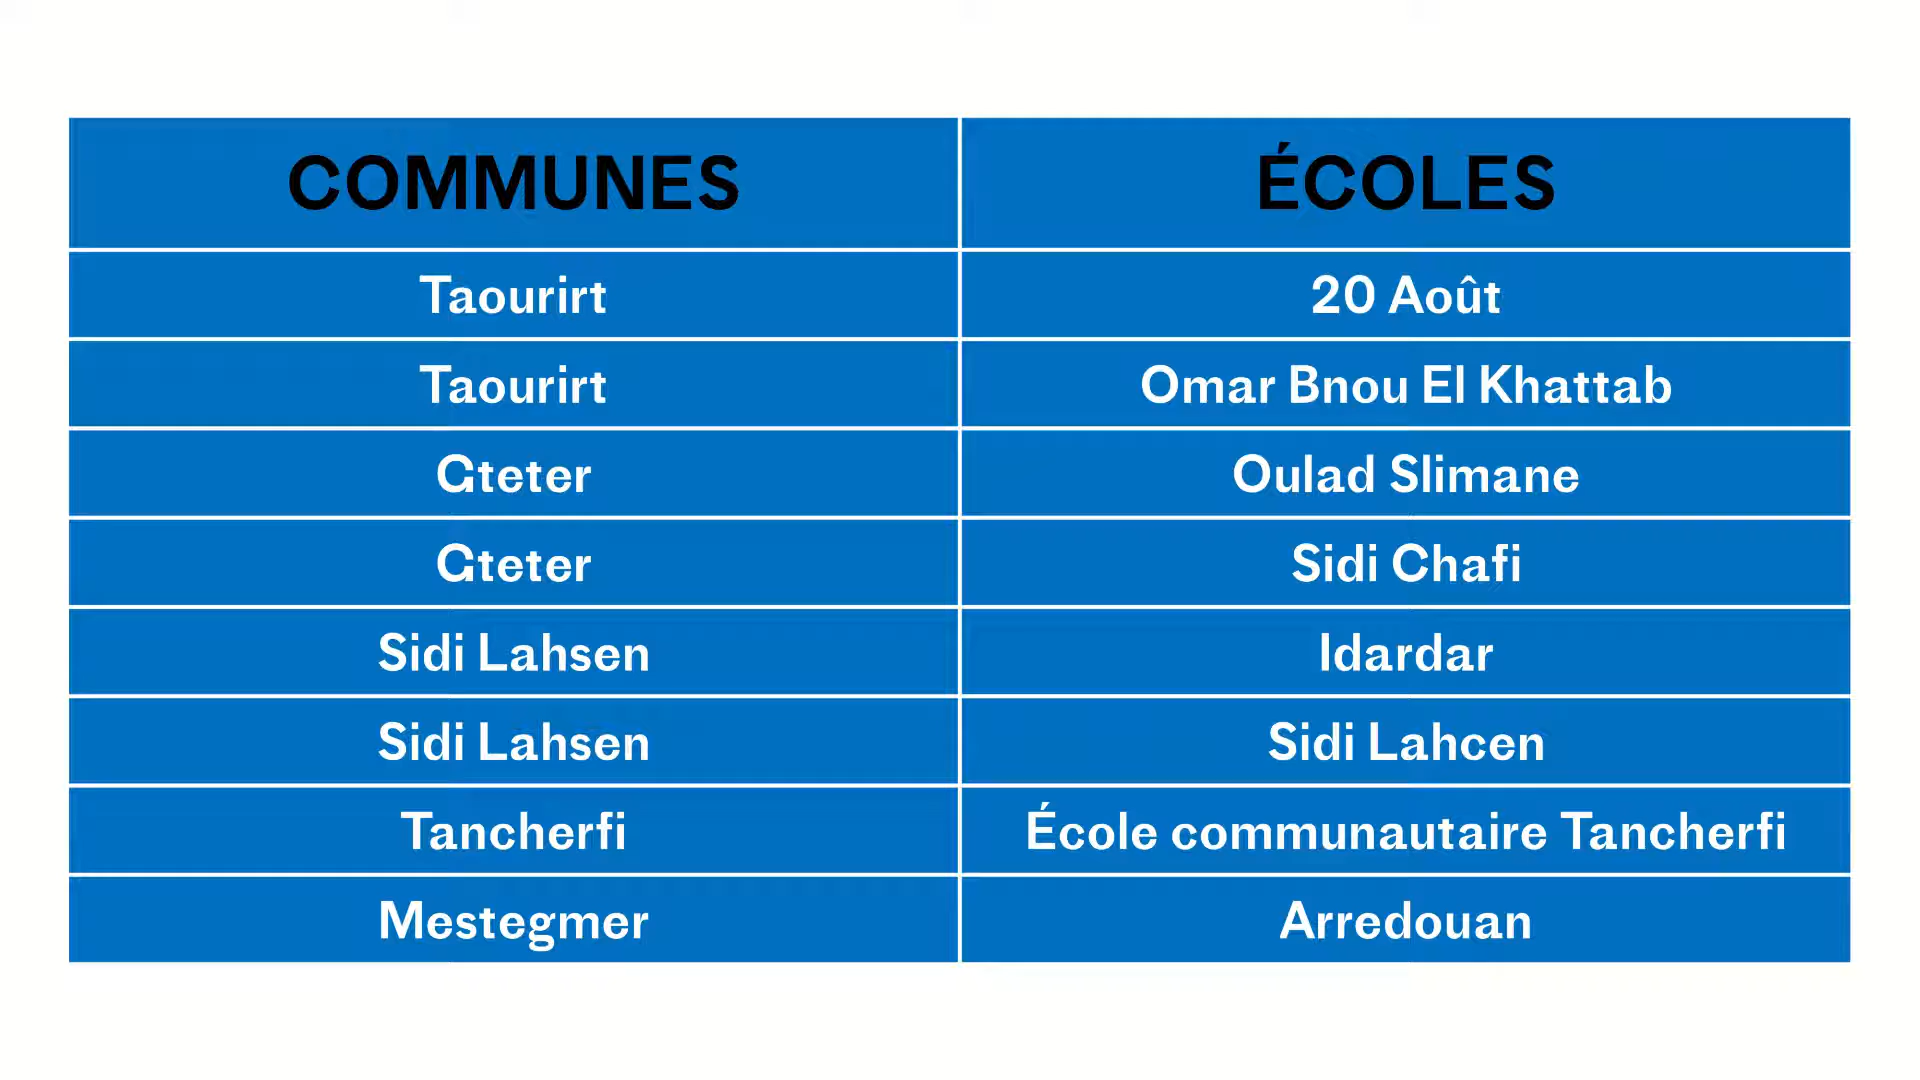 COMMUNES ÉCOLES
Taourirt 20 Août
Taourirt Omar Bnou El Khattab
Gteter Oulad Slimane
Gteter Sidi Chafi
Sidi Lahsen Idardar
Sidi Lahsen Sidi Lahcen
Tancherfi École communautaire Tancherfi
Mestegmer Arredouan